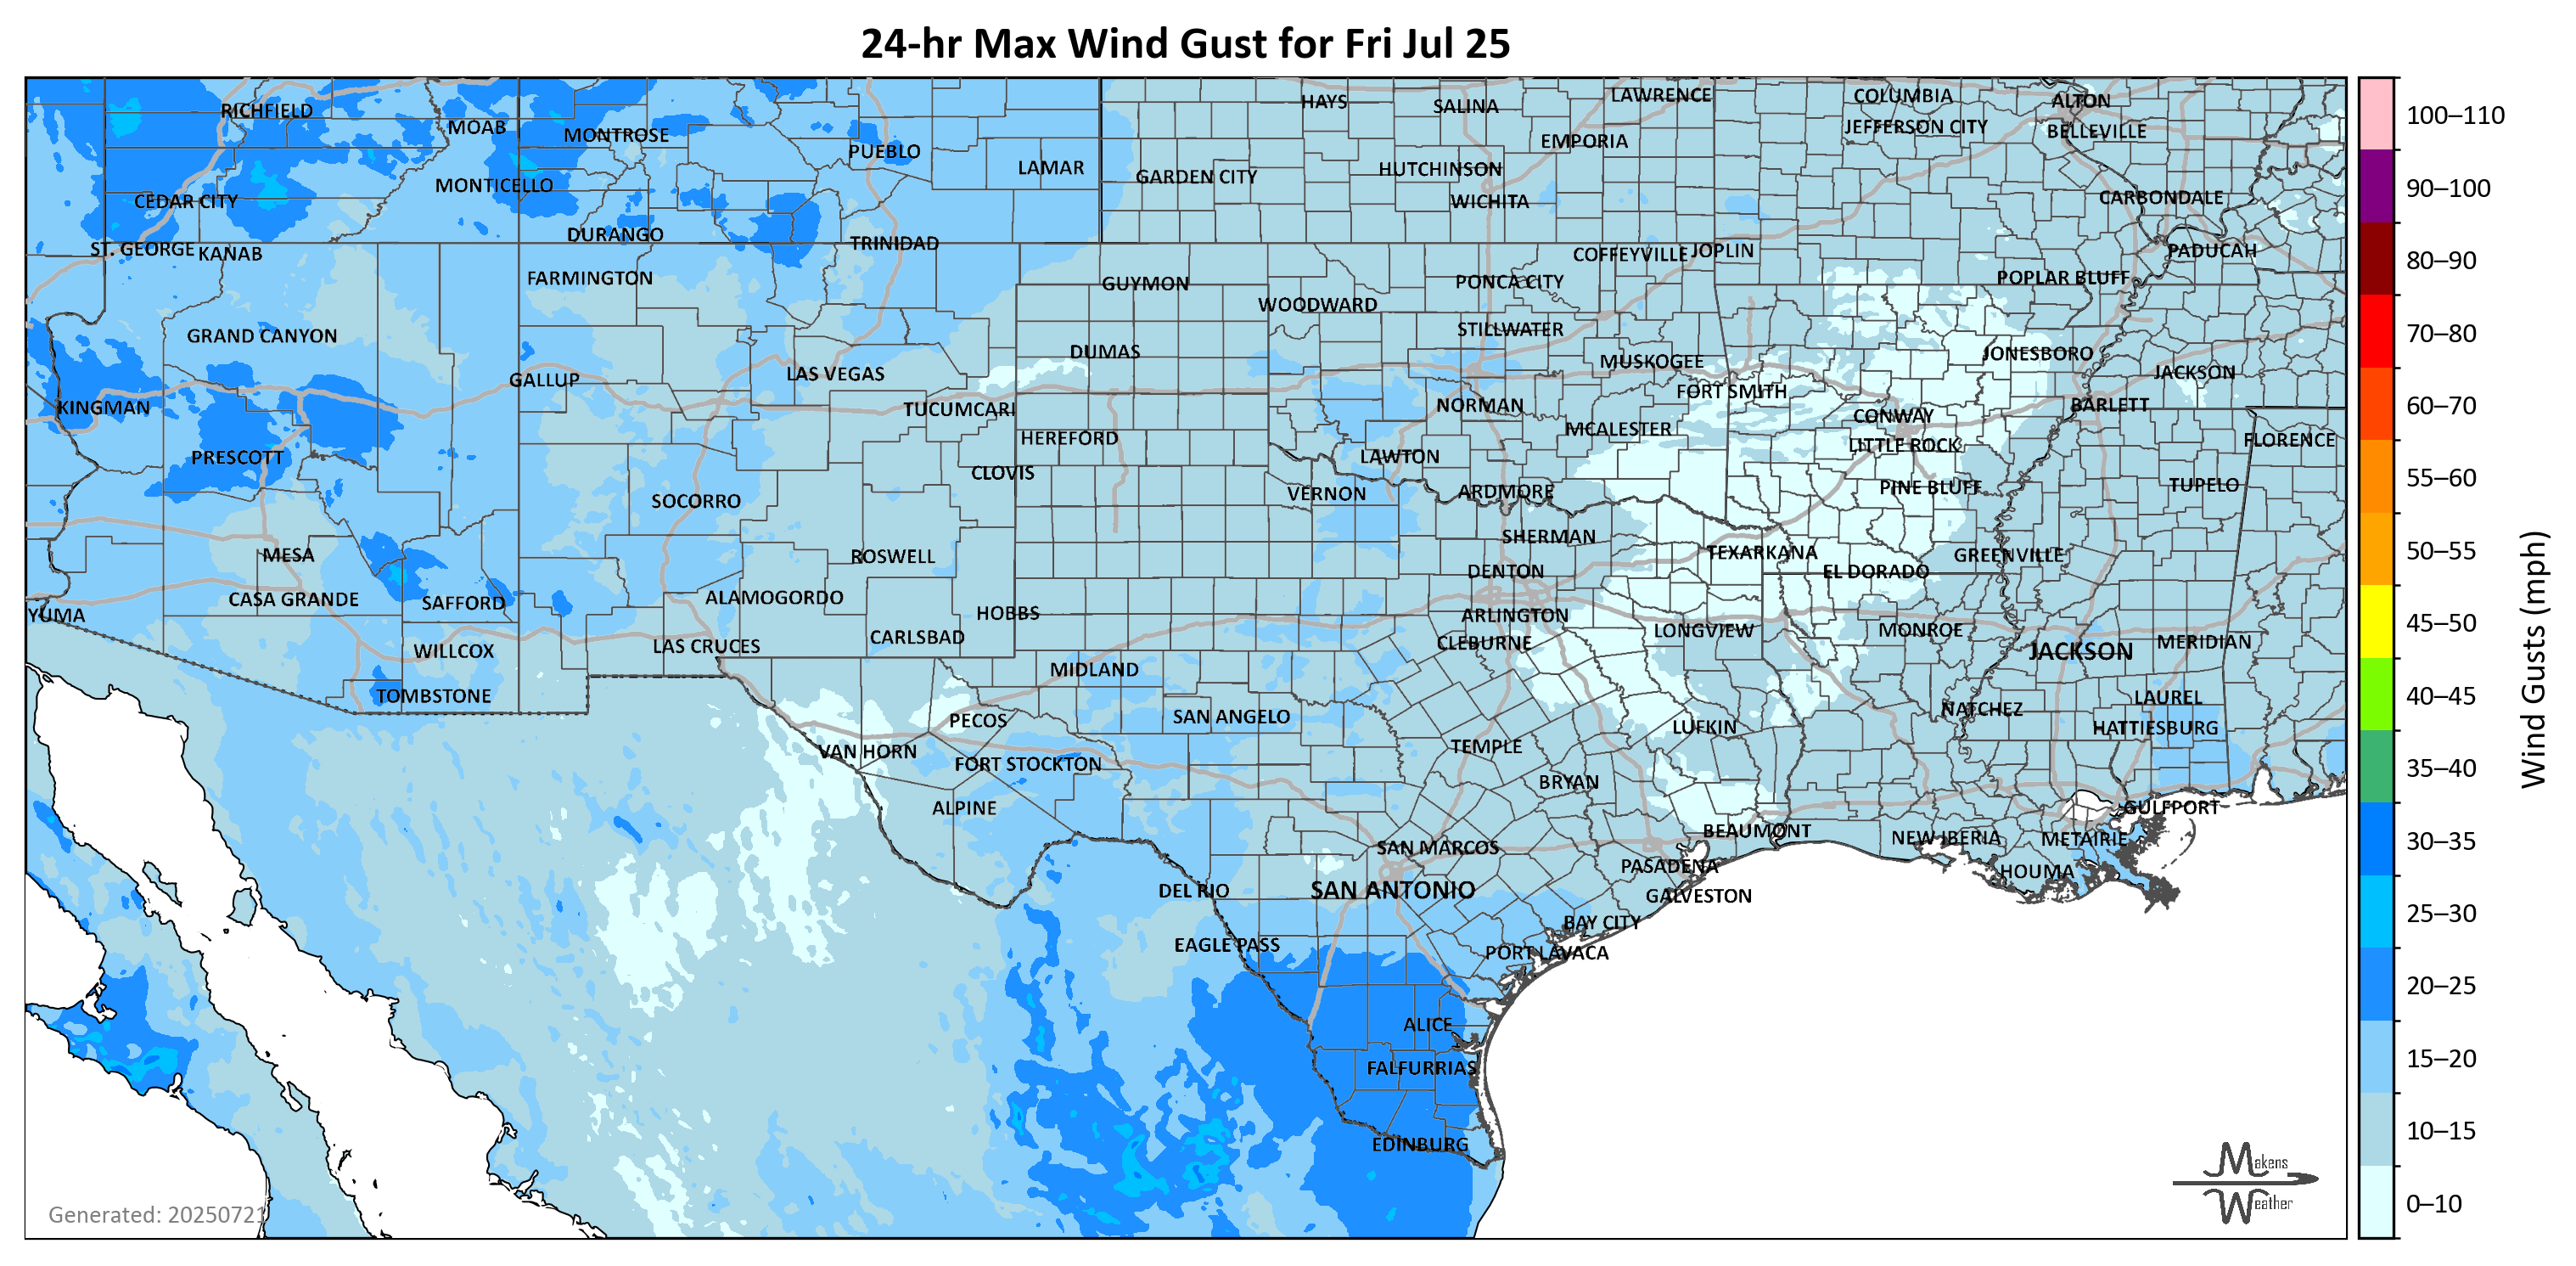 24-hr Max Wind Gust for Fri Jul 25
HAYS
SALINA
LAWRENCE
COLUMBIA
ALTON
RICHFIELD
MOAB
MONTROSE
PUEBLO
EMPORIA
JEFFERSON CITY
BELLEVILLE
LAMAR
GARDEN CITY
HUTCHINSON
MONTICELLO
CEDAR CITY
WICHITA
CARBONDALE
ST. GEORGE
KANAB
DURANGO
TRINIDAD
COFFEYVILLE
JOPLIN
PADUCAH
FARMINGTON
GUYMON
PONCA CITY
POPLAR BLUFF
WOODWARD
GRAND CANYON
STILLWATER
DUMAS
MUSKOGEE
JONESBORO
GALLUP
LAS VEGAS
FORT SMITH
JACKSON
KINGMAN
TUCUMCARI
NORMAN
CONWAY
BARLETT
HEREFORD
MCALESTER
LITTLE ROCK
FLORENCE
PRESCOTT
CLOVIS
LAWTON
SOCORRO
VERNON
ARDMORE
PINE BLUFF
TUPELO
MESA
ROSWELL
SHERMAN
TEXARKANA
GREENVILLE
DENTON
EL DORADO
CASA GRANDE
SAFFORD
ALAMOGORDO
HOBBS
ARLINGTON
YUMA
WILLCOX
LAS CRUCES
CARLSBAD
CLEBURNE
LONGVIEW
MONROE
JACKSON
MERIDIAN
TOMBSTONE
MIDLAND
PECOS
SAN ANGELO
LUFKIN
NATCHEZ
LAUREL
HATTIESBURG
VAN HORN
FORT STOCKTON
TEMPLE
BRYAN
ALPINE
BEAUMONT
GULFPORT
SAN MARCOS
NEW IBERIA
METAIRIE
DEL RIO
SAN ANTONIO
PASADENA
GALVESTON
HOUMA
EAGLE PASS
BAY CITY
PORT LAVACA
ALICE
FALFURRIAS
EDINBURG
Generated: 20250721
Makens
Weather
100–110
90–100
80–90
70–80
60–70
55–60
50–55
45–50
40–45
35–40
30–35
25–30
20–25
15–20
10–15
0–10
Wind Gusts (mph)